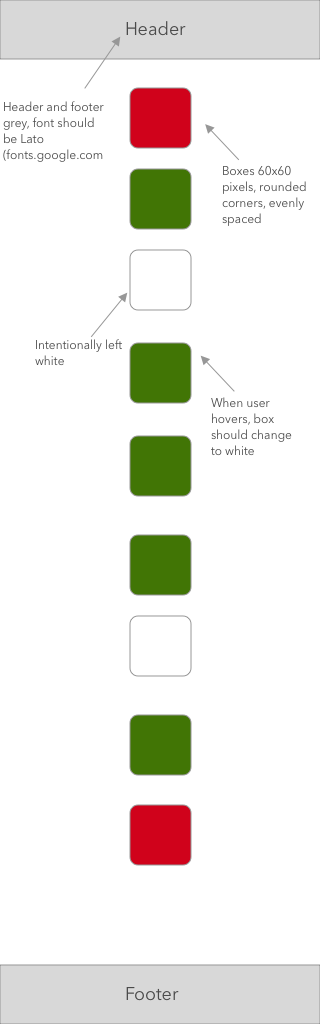 Header
Header and footer
grey, font should
be Lato
(fonts.google.com
Boxes 60x60
pixels, rounded
corners, evenly
spaced
Intentionally left
white
When user
hovers, box
should change
to white
Footer